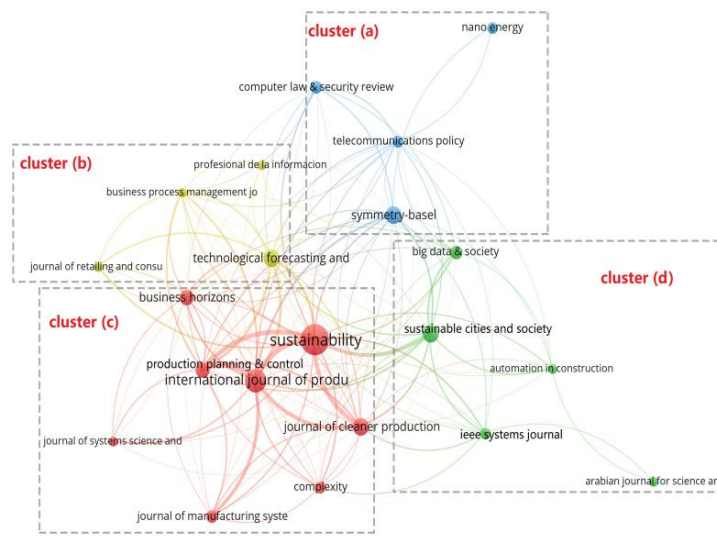 cluster (a)
nano energy
computer law & security review
telecommunications policy
cluster (b)
profesional de la informacion
business process management jo
symmetry-basel
technological forecasting and
journal of retailing and consu
big data & society
cluster (d)
business horizons
cluster (c)
sustainable cities and society
sustainability
production planning & control
automation in construction
international journal of produ
journal of cleaner production
ieee systems journal
journal of systems science and
arabian journal for science an
complexity
journal of manufacturing syste